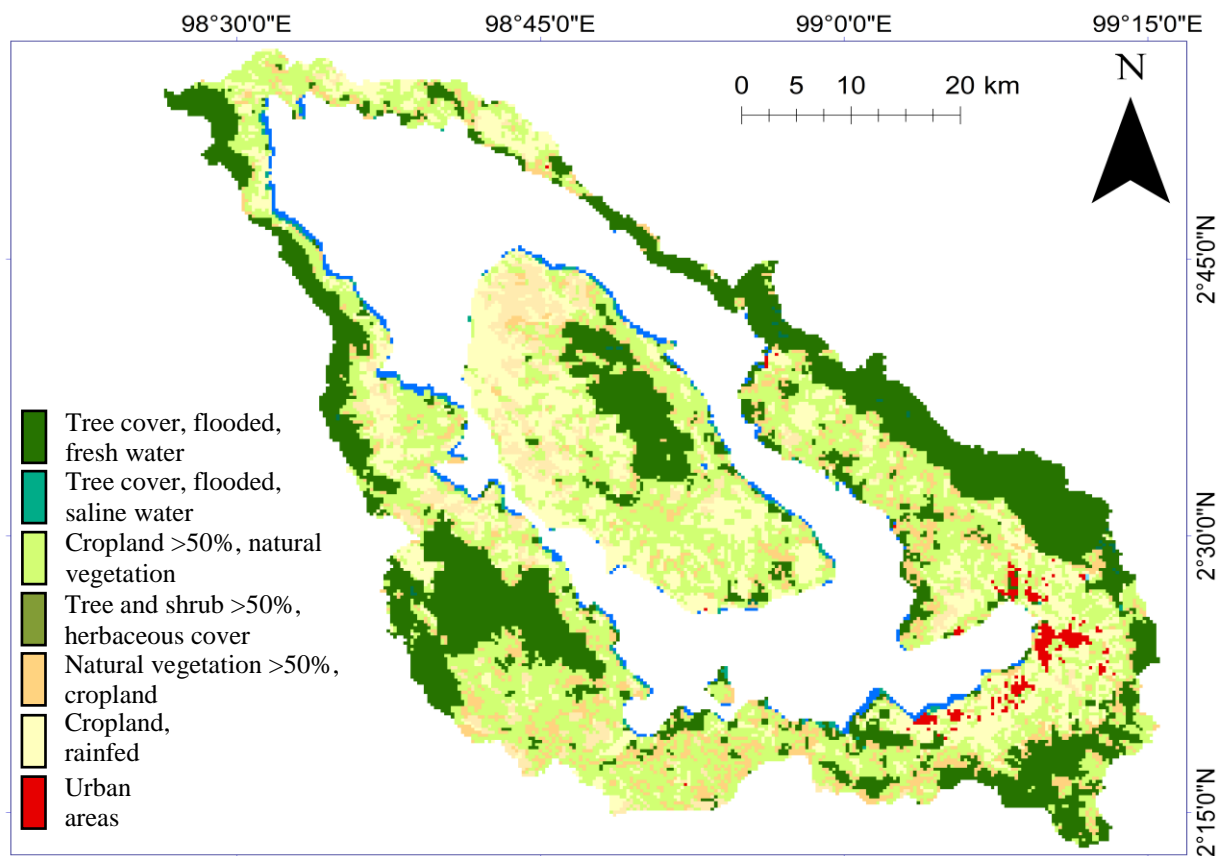 98°30'0"E 98°45'0"E 99°0'0"E 99°15'0"E
0 5 10 20 km
N
2°45'0"N
2°30'0"N
2°15'0"N
Tree cover, flooded,
fresh water
Tree cover, flooded,
saline water
Cropland >50%, natural
vegetation
Tree and shrub >50%,
herbaceous cover
Natural vegetation >50%,
cropland
Cropland,
rainfed
Urban
areas